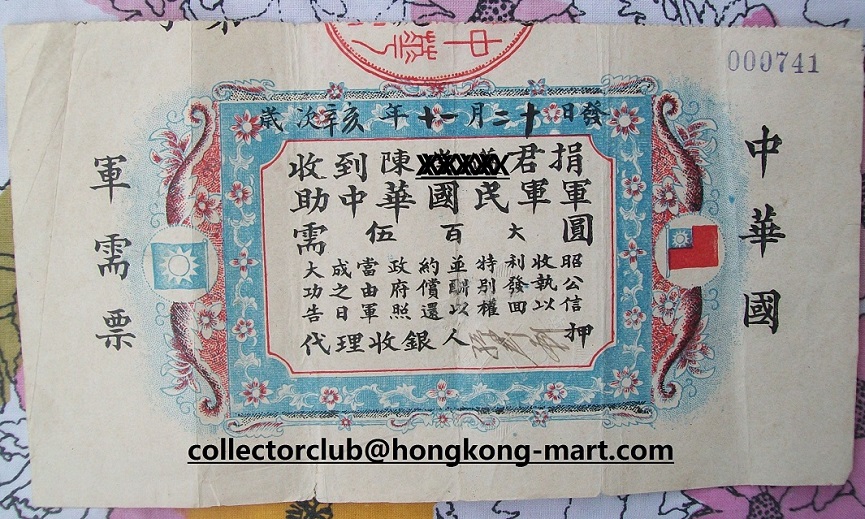 000741
中
歲次辛亥年十一月二十日發
中華國
軍需票
收到陳 君捐
助中華國民軍軍
需伍百大圓
大功告
成之日
當由軍
政府照
約償還
並酬以
特別權
利發回
收執以
昭公信
代理收銀人 押
collectorclub@hongkong-mart.com